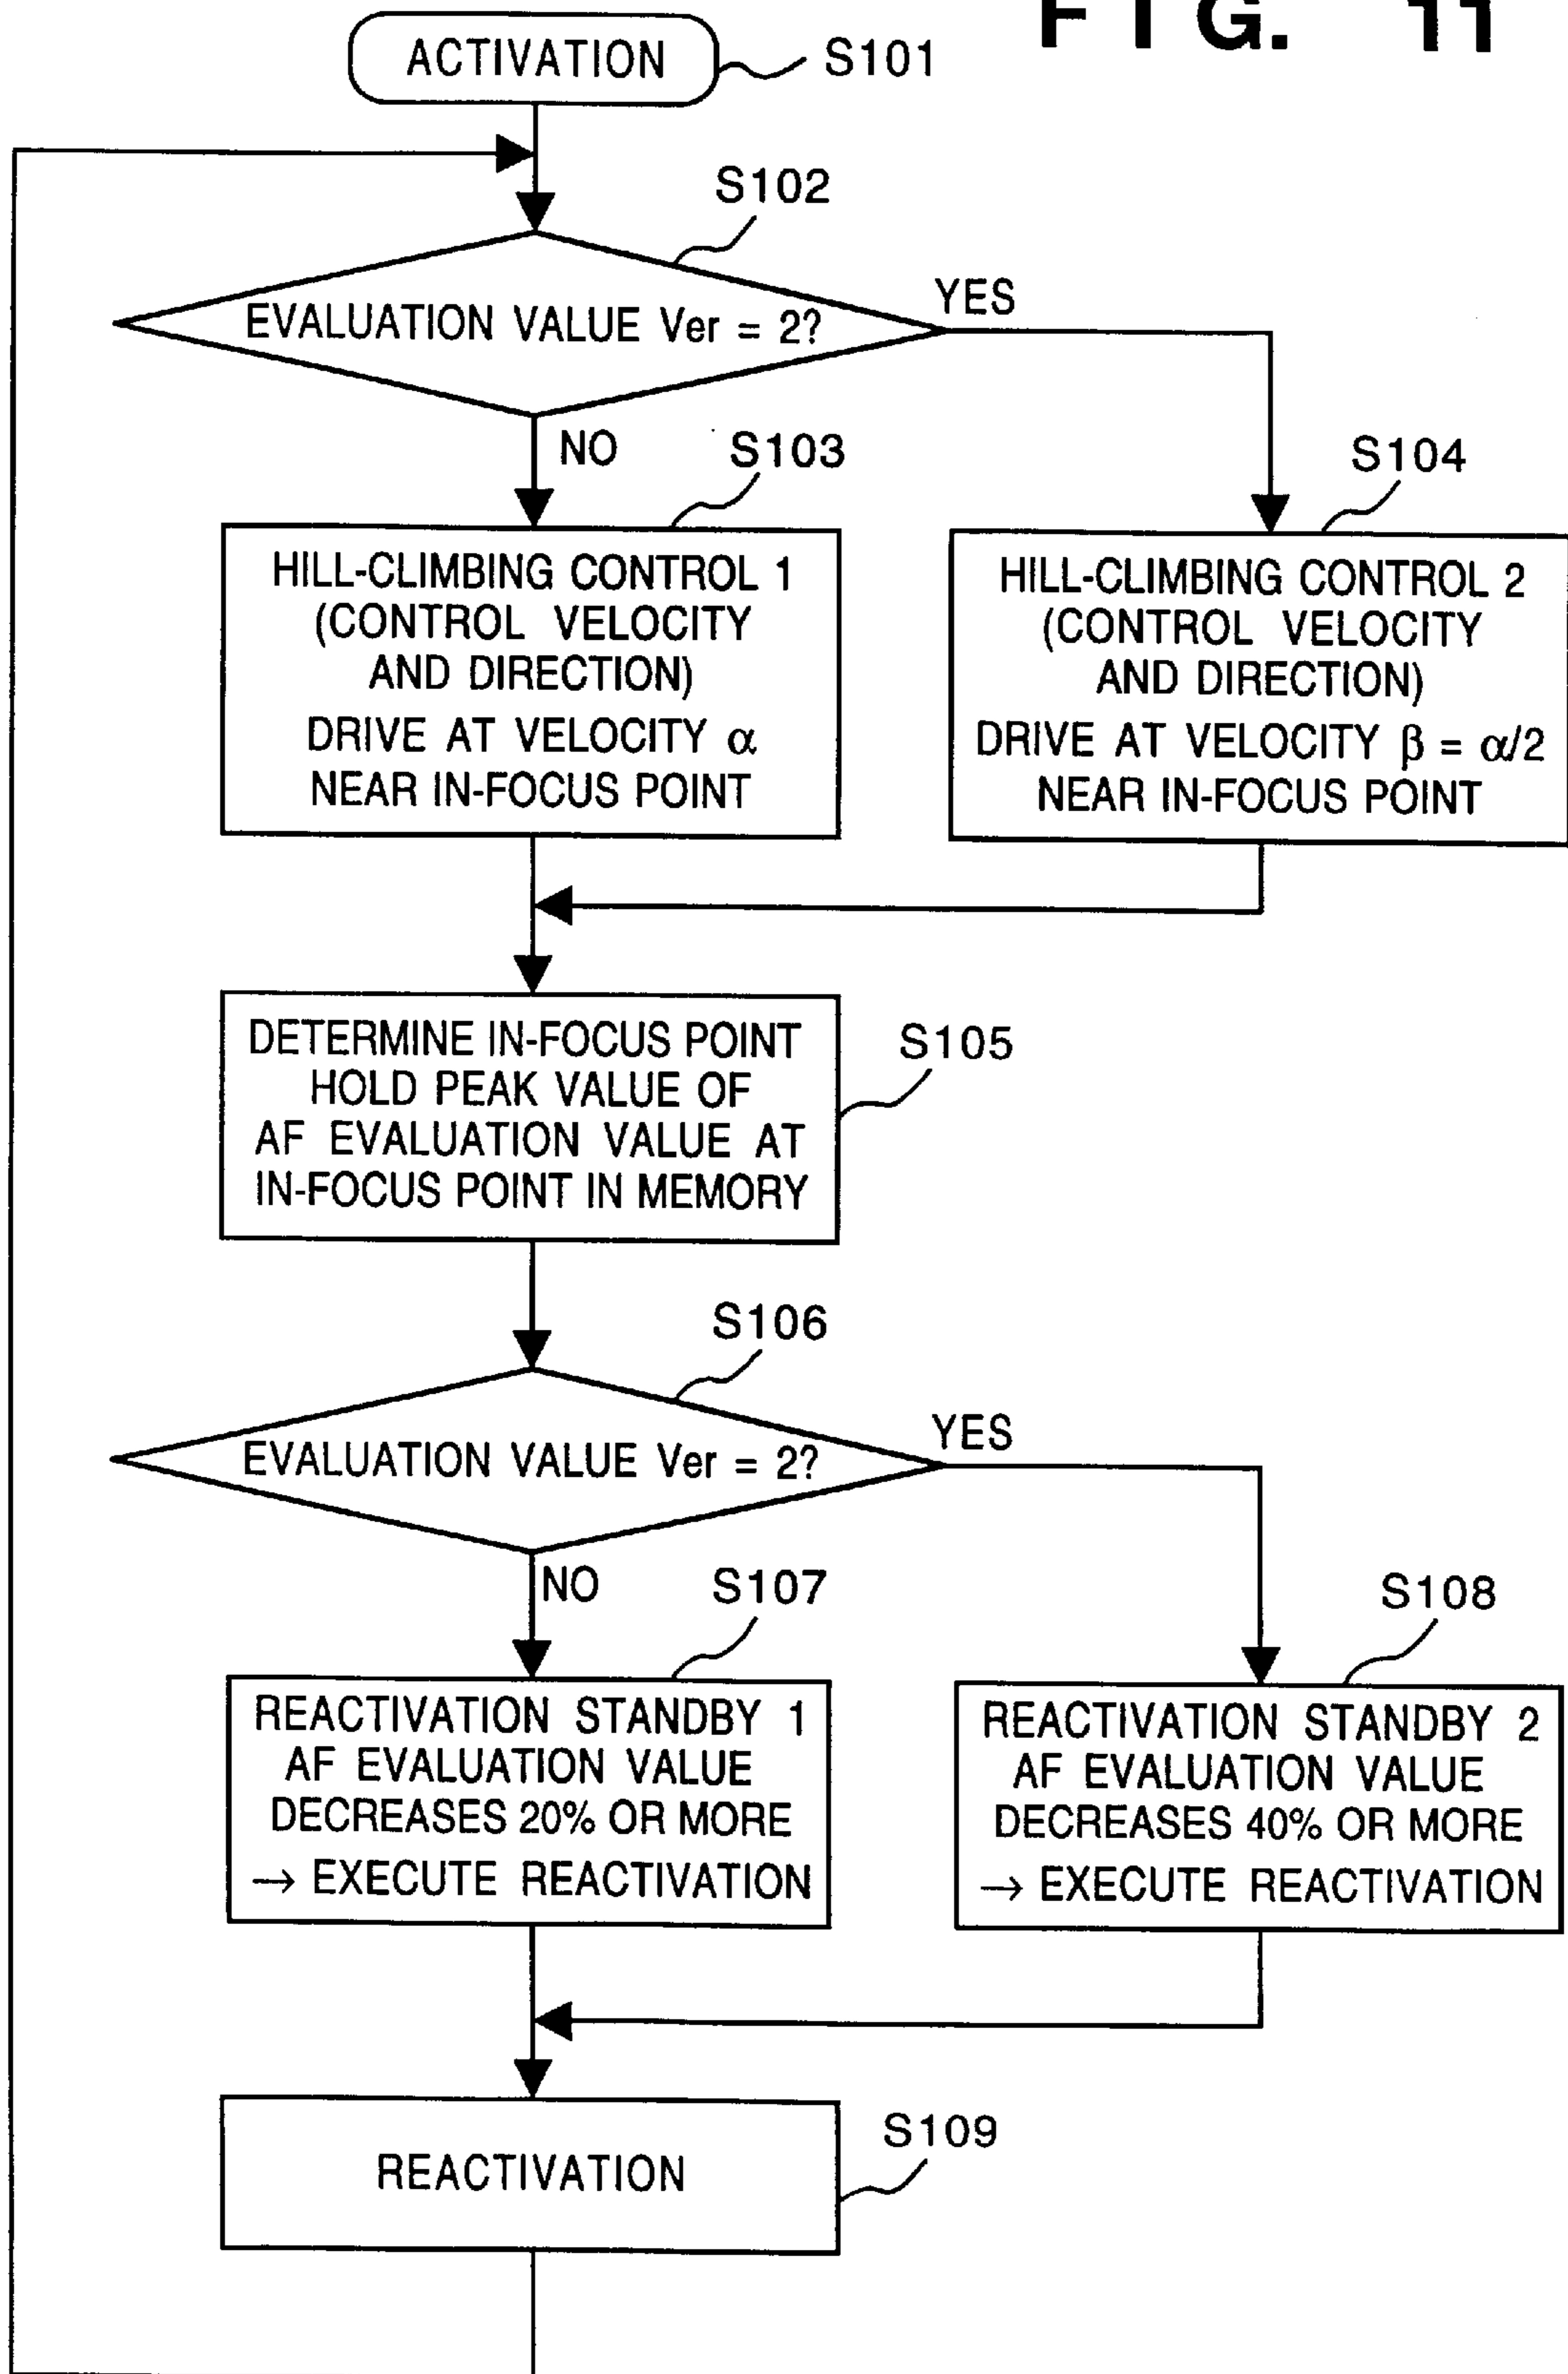 FIG. 11
ACTIVATION
S101
S102
EVALUATION VALUE Ver = 2?
YES
NO
S103
S104
HILL-CLIMBING CONTROL 1
(CONTROL VELOCITY
AND DIRECTION)
DRIVE AT VELOCITY α
NEAR IN-FOCUS POINT
HILL-CLIMBING CONTROL 2
(CONTROL VELOCITY
AND DIRECTION)
DRIVE AT VELOCITY β = α/2
NEAR IN-FOCUS POINT
DETERMINE IN-FOCUS POINT
HOLD PEAK VALUE OF
AF EVALUATION VALUE AT
IN-FOCUS POINT IN MEMORY
S105
S106
EVALUATION VALUE Ver = 2?
YES
NO
S107
S108
REACTIVATION STANDBY 1
AF EVALUATION VALUE
DECREASES 20% OR MORE
→ EXECUTE REACTIVATION
REACTIVATION STANDBY 2
AF EVALUATION VALUE
DECREASES 40% OR MORE
→ EXECUTE REACTIVATION
REACTIVATION
S109